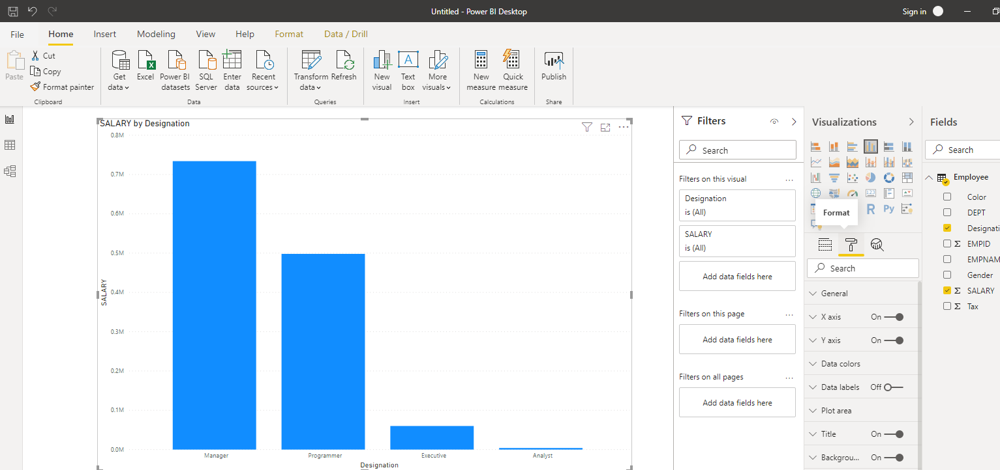 Untitled - Power BI Desktop
Sign in
File Home Insert Modeling View Help Format Data / Drill
Paste
Cut
Copy
Format painter
Clipboard
Get data
Excel
Power BI datasets
SQL Server
Enter data
Recent sources
Data
Transform data
Refresh
Queries
New visual
Text box
More visuals
Insert
New measure
Quick measure
Calculations
Publish
Share
SALARY by Designation
0.8M
0.7M
0.6M
0.5M
0.4M
0.3M
0.2M
0.1M
0.0M
SALARY
Manager Programmer Executive Analyst
Designation
Filters
Search
Filters on this visual
Designation
is (All)
SALARY
is (All)
Add data fields here
Filters on this page
Add data fields here
Filters on all pages
Add data fields here
Visualizations
123
R
Py
Format
Search
General
X axis On
Y axis On
Data colors
Data labels Off
Plot area
Title On
Backgrou... On
Fields
Search
Employee
Color
DEPT
Designati
Σ EMPID
EMPNAM
Gender
Σ SALARY
Σ Tax